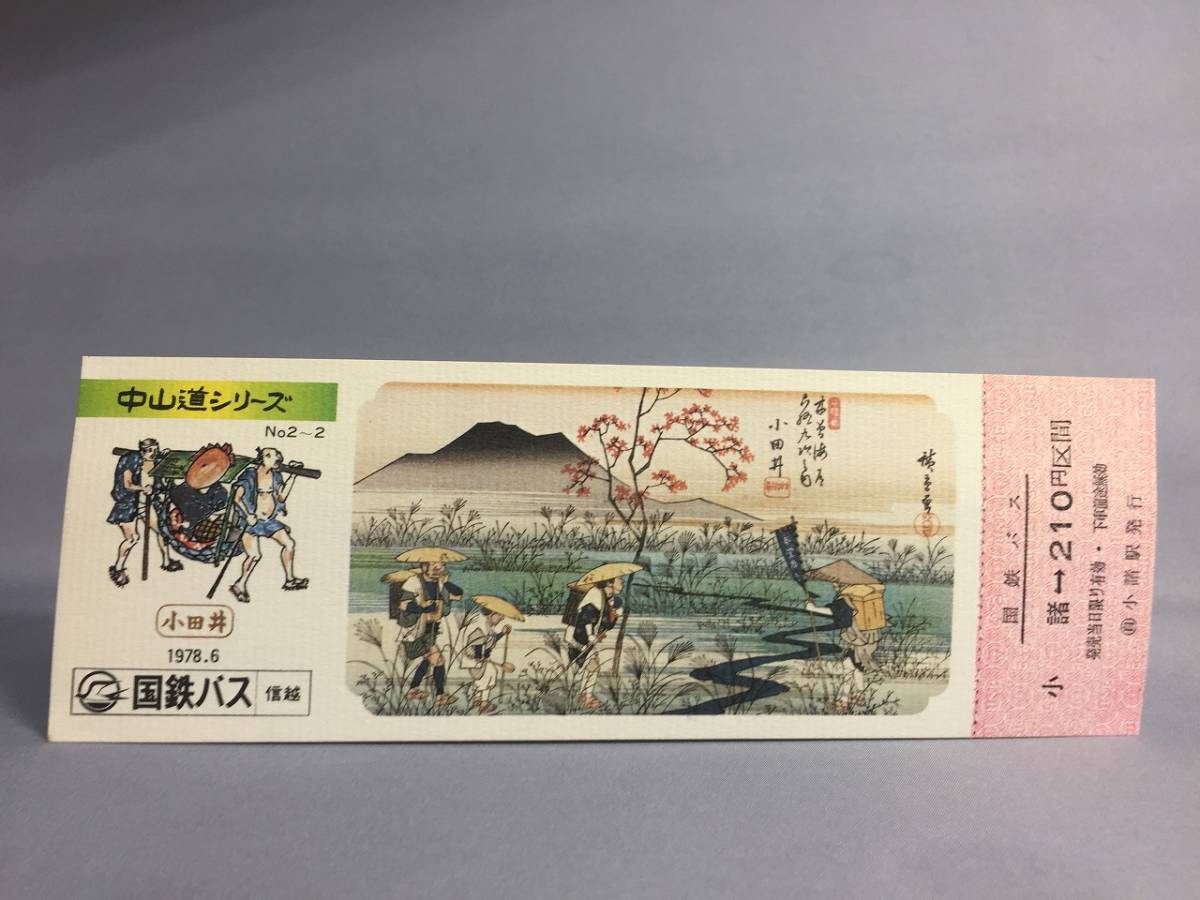 中山道シリーズ
No2~2
小田井
1978.6
国鉄バス 信越
木曽海道
六拾九次之内
小田井
廣重画
国鉄バス
小諸→210円区間
発売当日限り有効・下車前途無効
小諸駅発行